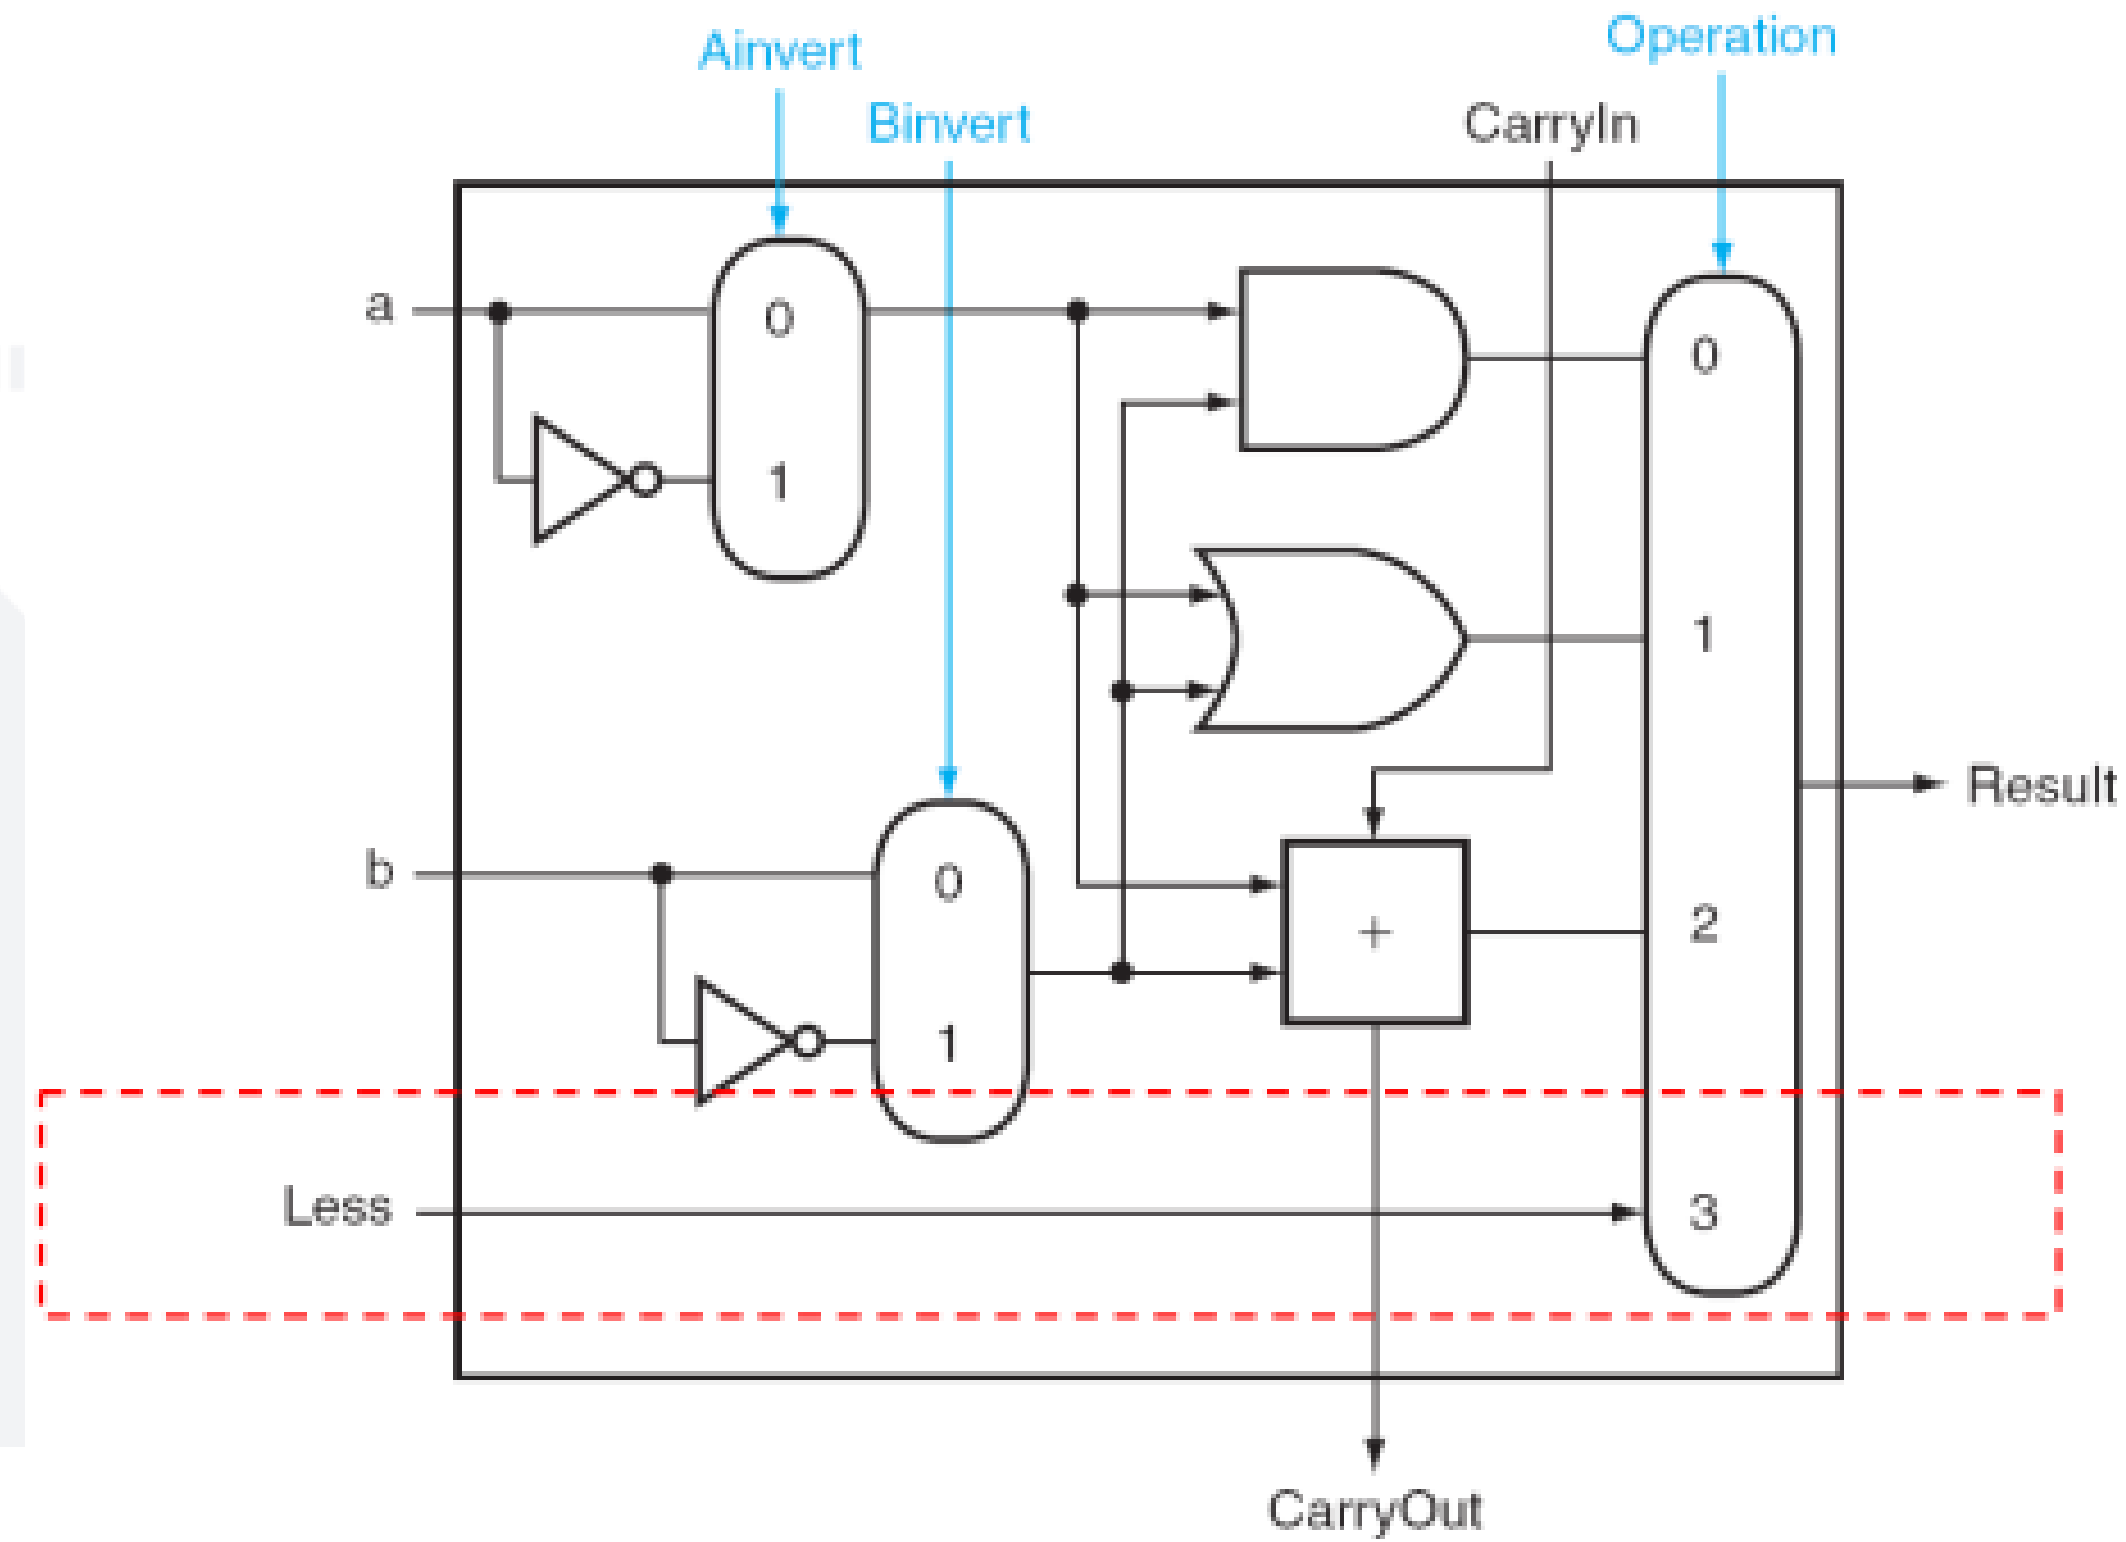 Operation
Ainvert
Binvert
CarryIn
a
0
0
1
1
Result
b
0
+
2
1
Less
3
CarryOut